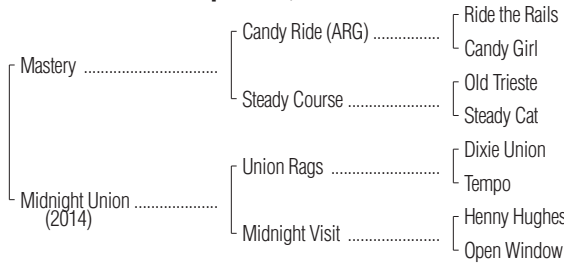 Ride the Rails
Candy Ride (ARG) ................
Candy Girl
Mastery ................................
Old Trieste
Steady Course ......................
Steady Cat
Dixie Union
Union Rags ..........................
Tempo
Midnight Union ....................
(2014)
Henny Hughes
Midnight Visit ......................
Open Window